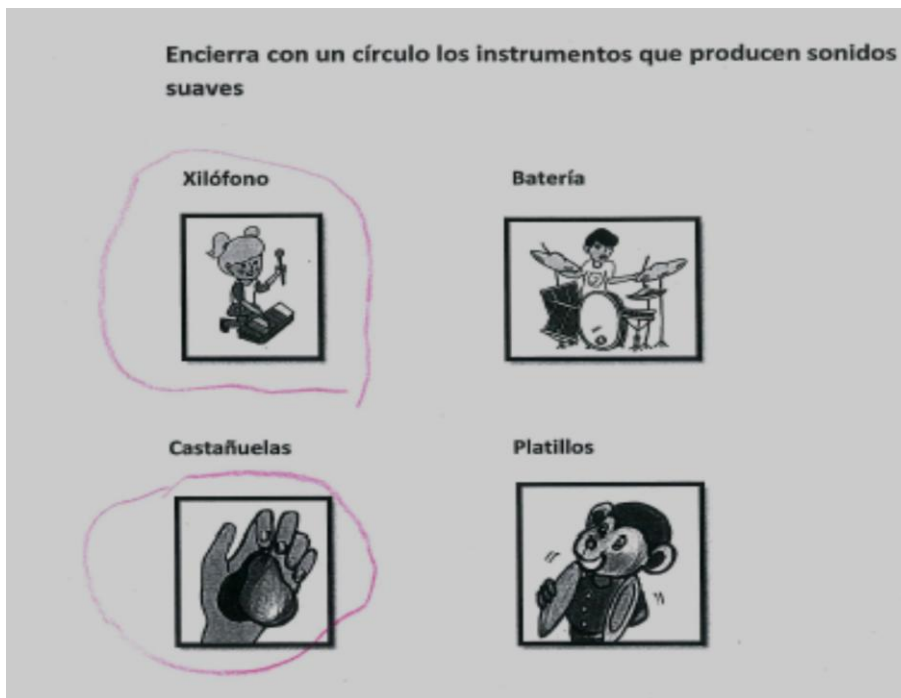 Encierra con un círculo los instrumentos que producen sonidos
suaves
Xilófono
Batería
Castañuelas
Platillos